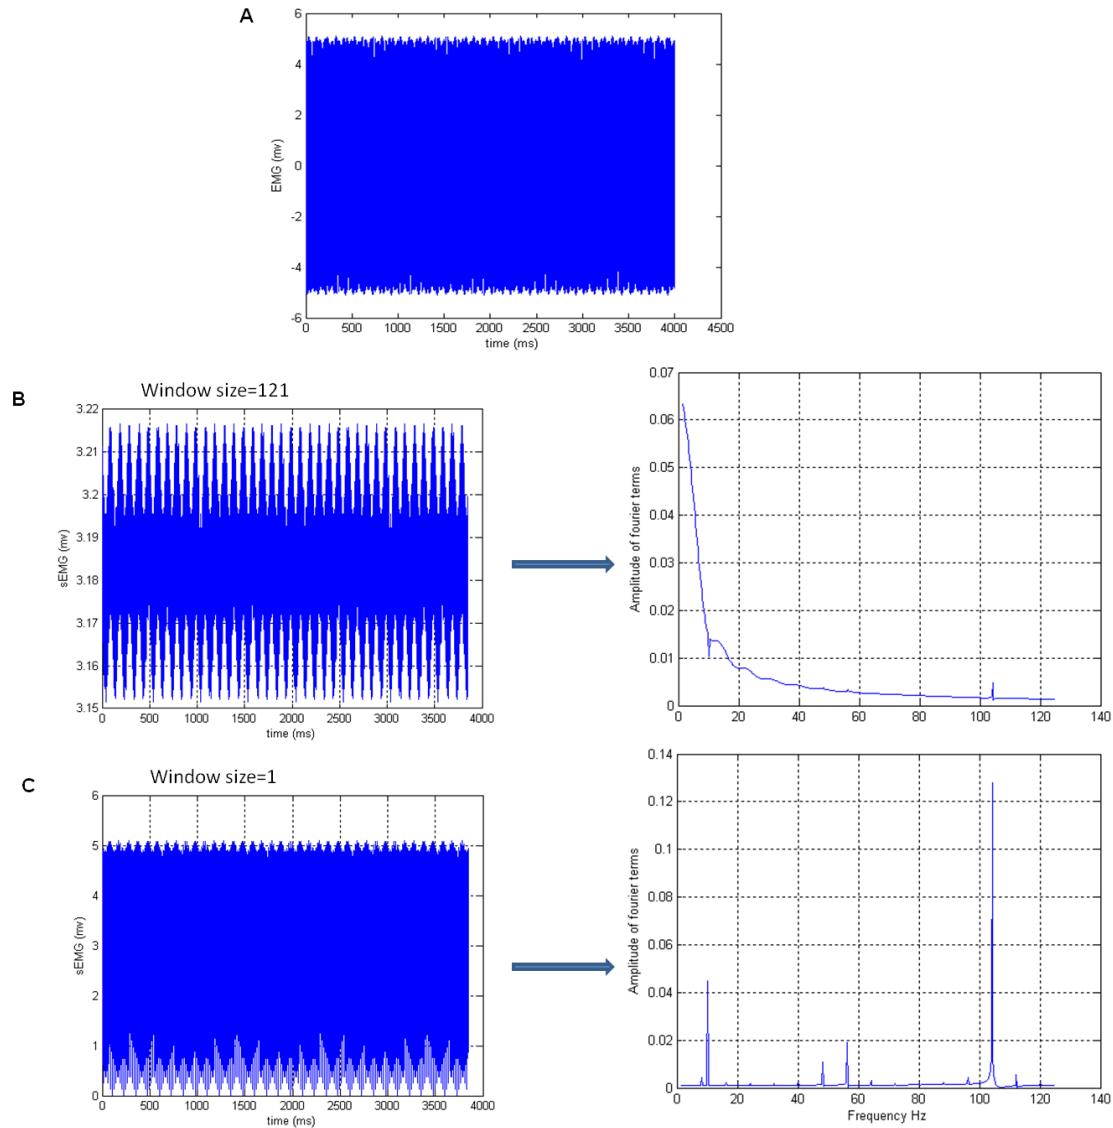 A
6
4
2
0
-2
-4
-6
EMG (mv)
0 500 1000 1500 2000 2500 3000 3500 4000 4500
time (ms)
B
Window size=121
3.22
3.21
3.2
3.19
3.18
3.17
3.16
3.15
sEMG (mv)
0 500 1000 1500 2000 2500 3000 3500 4000
time (ms)
0.07
0.06
0.05
0.04
0.03
0.02
0.01
0
Amplitude of fourier terms
0 20 40 60 80 100 120 140
C
Window size=1
6
5
4
3
2
1
0
sEMG (mv)
0 500 1000 1500 2000 2500 3000 3500 4000
time (ms)
0.14
0.12
0.1
0.08
0.06
0.04
0.02
0
Amplitude of fourier terms
0 20 40 60 80 100 120 140
Frequency Hz